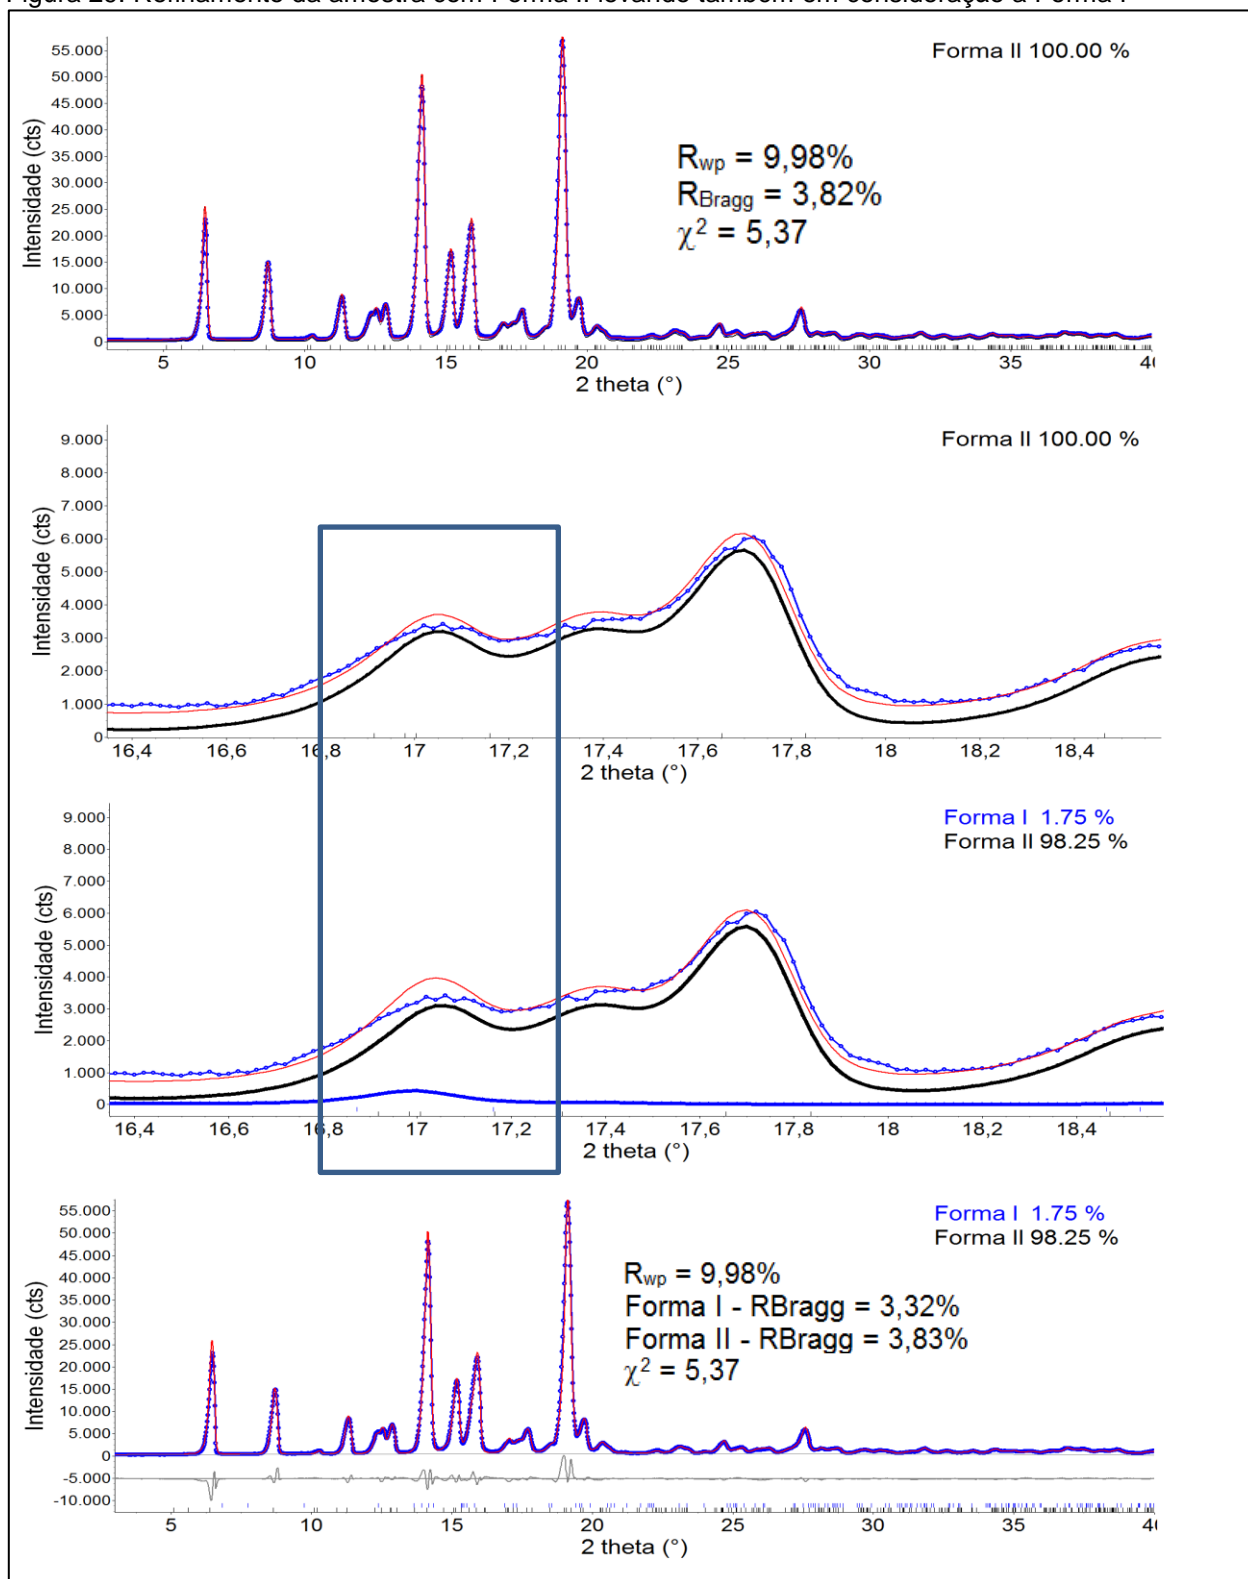 Forma II 100.00 %
55.000
50.000
45.000
40.000
35.000
30.000
25.000
20.000
15.000
10.000
5.000
0
Intensidade (cts)
Rwp = 9,98%
RBragg = 3,82%
χ² = 5,37
5 10 15 20 25 30 35
2 theta (°)
Forma II 100.00 %
9.000
8.000
7.000
6.000
5.000
4.000
3.000
2.000
1.000
0
Intensidade (cts)
16,4 16,6 16,8 17 17,2 17,4 17,6 17,8 18 18,2 18,4
2 theta (°)
Forma I 1.75 %
Forma II 98.25 %
9.000
8.000
7.000
6.000
5.000
4.000
3.000
2.000
1.000
0
Intensidade (cts)
16,4 16,6 16,8 17 17,2 17,4 17,6 17,8 18 18,2 18,4
2 theta (°)
Forma I 1.75 %
Forma II 98.25 %
55.000
50.000
45.000
40.000
35.000
30.000
25.000
20.000
15.000
10.000
5.000
0
-5.000
-10.000
Intensidade (cts)
Rwp = 9,98%
Forma I - RBragg = 3,32%
Forma II - RBragg = 3,83%
χ² = 5,37
5 10 15 20 25 30 35
2 theta (°)